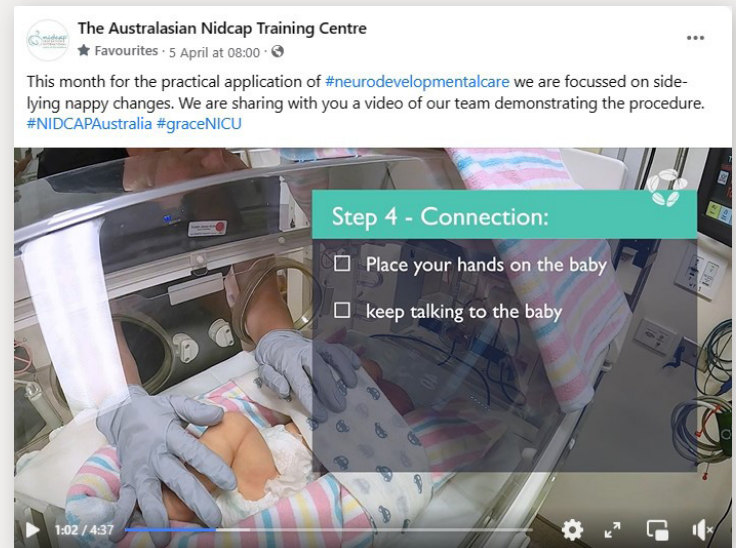 nidcap
The Australasian Nidcap Training Centre
Favourites · 5 April at 08:00 ·
This month for the practical application of #neurodevelopmentalcare we are focussed on side-
lying nappy changes. We are sharing with you a video of our team demonstrating the procedure.
#NIDCAPAustralia #graceNICU
Step 4 - Connection:
Place your hands on the baby
keep talking to the baby
1:02 / 4:37